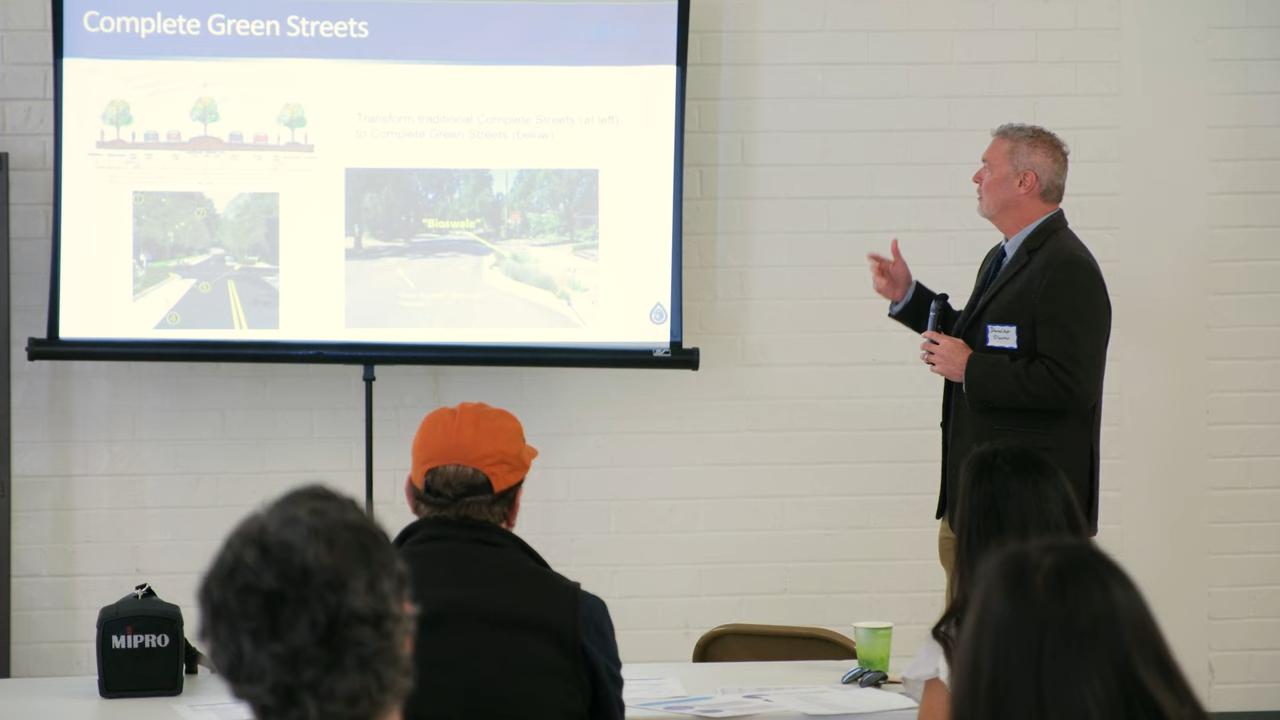 Complete Green Streets
Transform traditional Complete Streets (at left)
to Complete Green Streets (below)
"Bioswale"
MIPRO